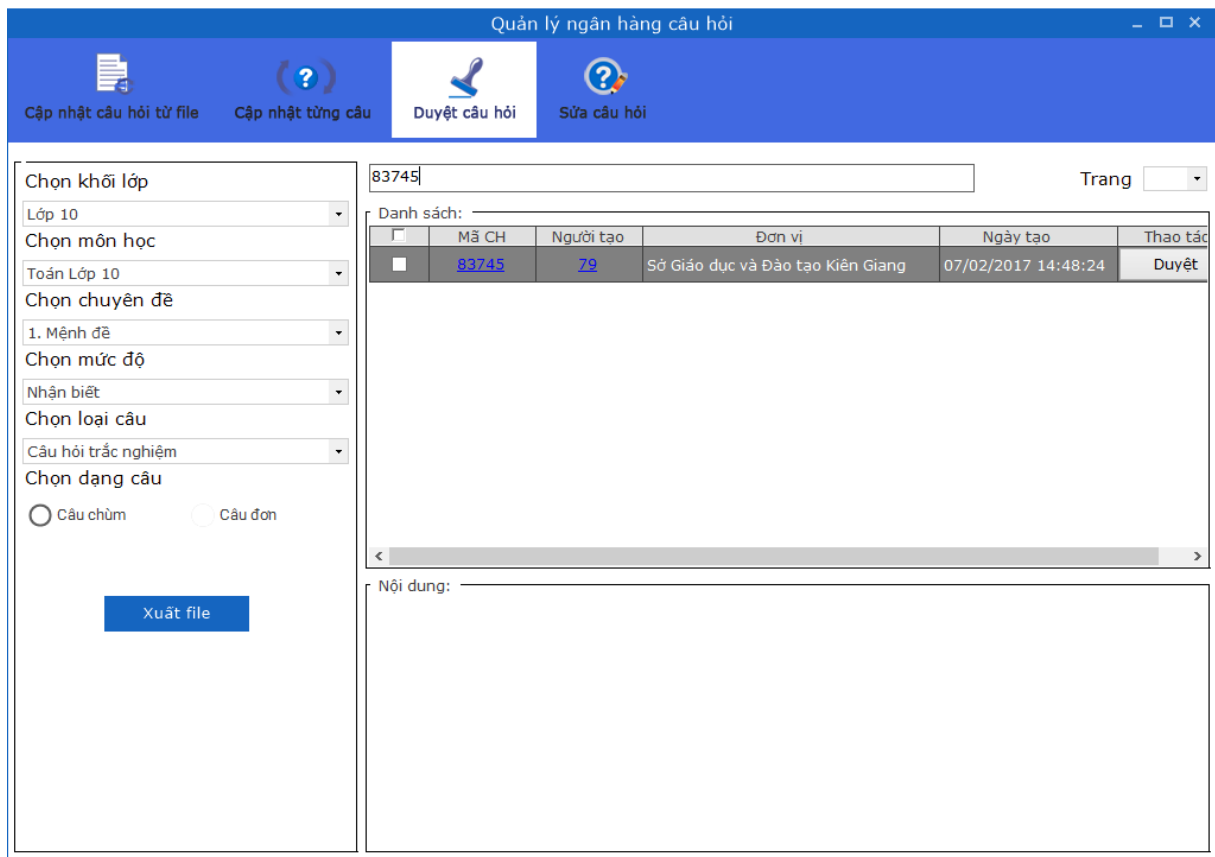 Quản lý ngân hàng câu hỏi
Cập nhật câu hỏi từ file
Cập nhật từng câu
Duyệt câu hỏi
Sửa câu hỏi
Chọn khối lớp
Lớp 10
Chọn môn học
Toán Lớp 10
Chọn chuyên đề
1. Mệnh đề
Chọn mức độ
Nhận biết
Chọn loại câu
Câu hỏi trắc nghiệm
Chọn dạng câu
Câu chùm Câu đơn
Xuất file
83745
Trang
Danh sách:
Mã CH Người tạo Đơn vị Ngày tạo Thao tác
83745 79 Sở Giáo dục và Đào tạo Kiên Giang 07/02/2017 14:48:24 Duyệt
Nội dung: